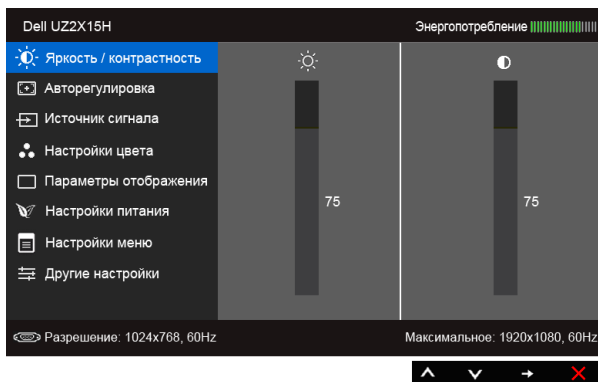 Dell UZ2X15H
Энергопотребление
Яркость / контрастность
Авторегулировка
Источник сигнала
Настройки цвета
Параметры отображения
Настройки питания
Настройки меню
Другие настройки
75
75
Разрешение: 1024x768, 60Hz
Максимальное: 1920x1080, 60Hz